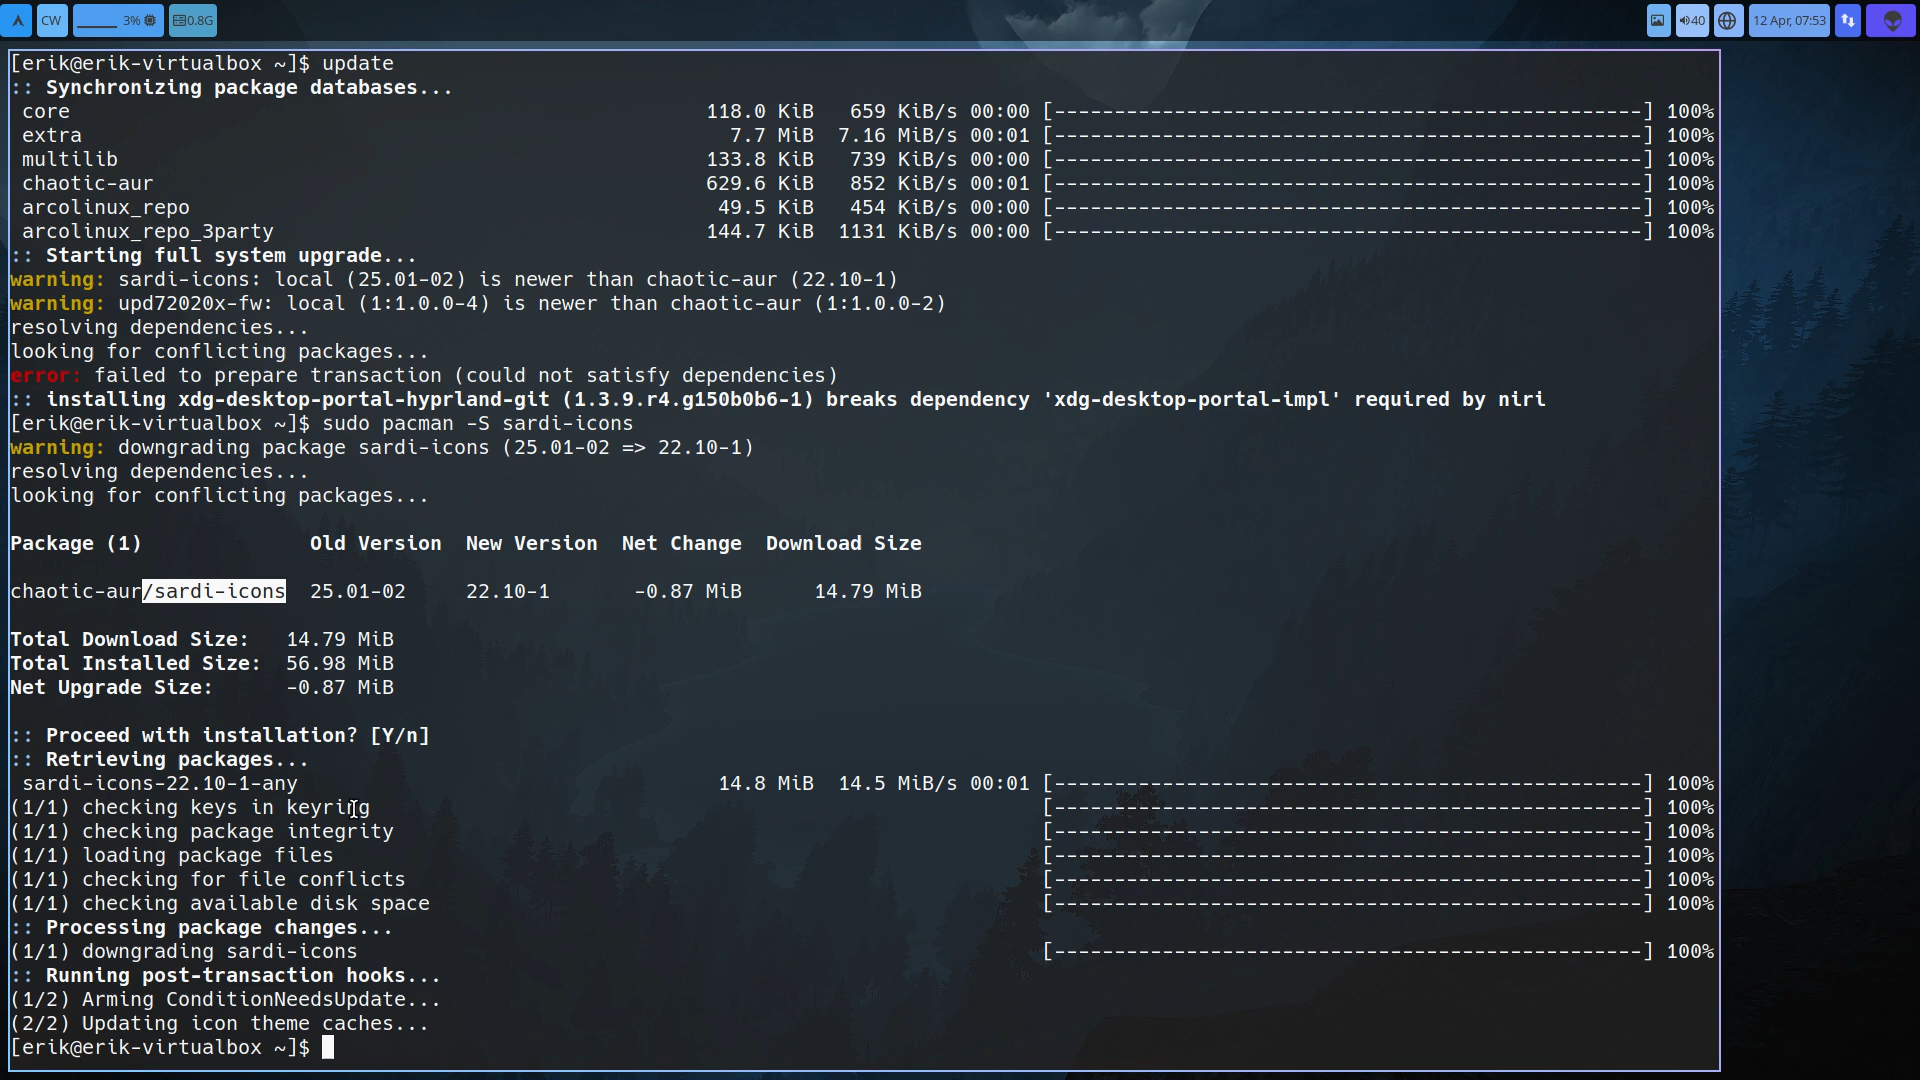 CW 3% 0.8G 40 12 Apr, 07:53
[erik@erik-virtualbox ~]$ update
:: Synchronizing package databases...
core 118.0 KiB 659 KiB/s 00:00 [-------------------------------------------------] 100%
extra 7.7 MiB 7.16 MiB/s 00:01 [-------------------------------------------------] 100%
multilib 133.8 KiB 739 KiB/s 00:00 [-------------------------------------------------] 100%
chaotic-aur 629.6 KiB 852 KiB/s 00:01 [-------------------------------------------------] 100%
arcolinux_repo 49.5 KiB 454 KiB/s 00:00 [-------------------------------------------------] 100%
arcolinux_repo_3party 144.7 KiB 1131 KiB/s 00:00 [-------------------------------------------------] 100%
:: Starting full system upgrade...
warning: sardi-icons: local (25.01-02) is newer than chaotic-aur (22.10-1)
warning: upd72020x-fw: local (1:1.0.0-4) is newer than chaotic-aur (1:1.0.0-2)
resolving dependencies...
looking for conflicting packages...
error: failed to prepare transaction (could not satisfy dependencies)
:: installing xdg-desktop-portal-hyprland-git (1.3.9.r4.g150b0b6-1) breaks dependency 'xdg-desktop-portal-impl' required by niri
[erik@erik-virtualbox ~]$ sudo pacman -S sardi-icons
warning: downgrading package sardi-icons (25.01-02 => 22.10-1)
resolving dependencies...
looking for conflicting packages...
Package (1) Old Version New Version Net Change Download Size
chaotic-aur/sardi-icons 25.01-02 22.10-1 -0.87 MiB 14.79 MiB
Total Download Size: 14.79 MiB
Total Installed Size: 56.98 MiB
Net Upgrade Size: -0.87 MiB
:: Proceed with installation? [Y/n]
:: Retrieving packages...
sardi-icons-22.10-1-any 14.8 MiB 14.5 MiB/s 00:01 [-------------------------------------------------] 100%
(1/1) checking keys in keyring [-------------------------------------------------] 100%
(1/1) checking package integrity [-------------------------------------------------] 100%
(1/1) loading package files [-------------------------------------------------] 100%
(1/1) checking for file conflicts [-------------------------------------------------] 100%
(1/1) checking available disk space [-------------------------------------------------] 100%
:: Processing package changes...
(1/1) downgrading sardi-icons [-------------------------------------------------] 100%
:: Running post-transaction hooks...
(1/2) Arming ConditionNeedsUpdate...
(2/2) Updating icon theme caches...
[erik@erik-virtualbox ~]$